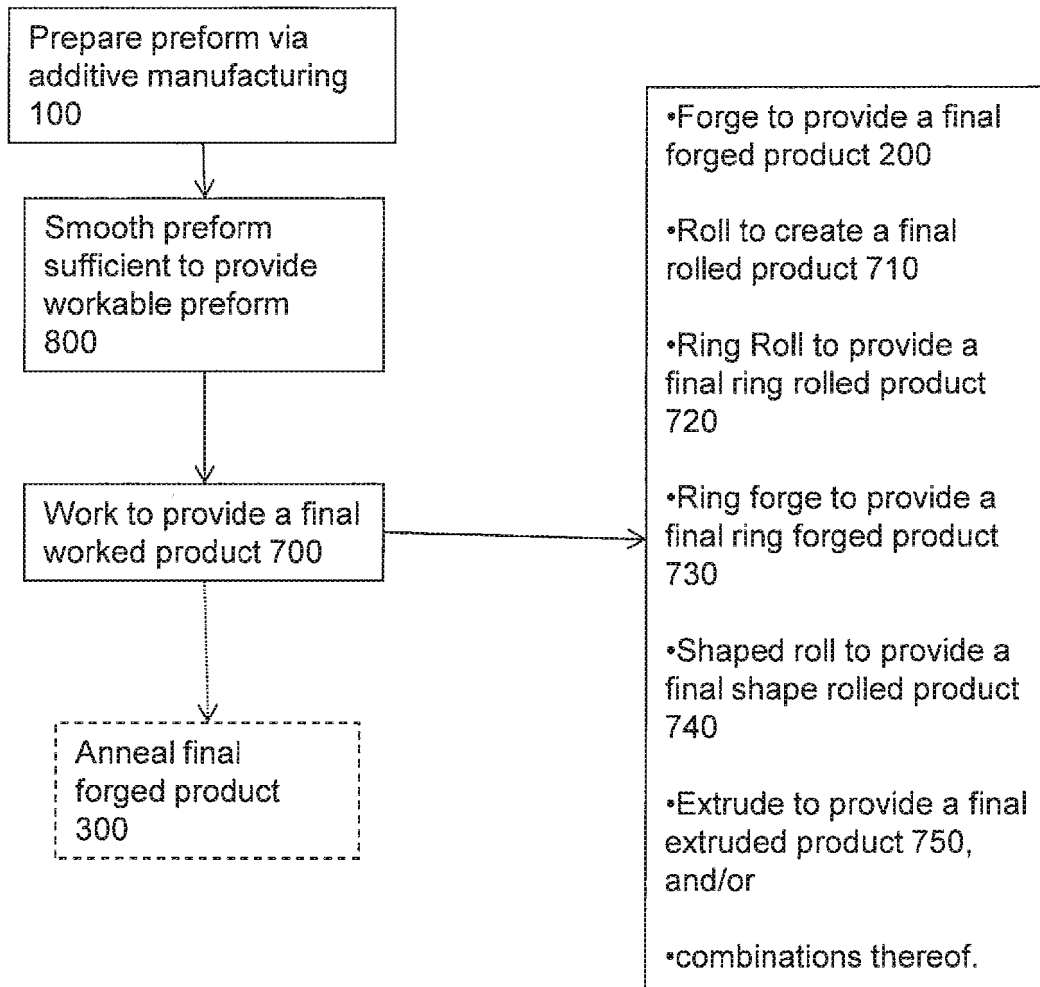 Prepare preform via
additive manufacturing
100
Smooth preform
sufficient to provide
workable preform
800
Work to provide a final
worked product 700
Anneal final
forged product
300
•Forge to provide a final
forged product 200
•Roll to create a final
rolled product 710
•Ring Roll to provide a
final ring rolled product
720
•Ring forge to provide a
final ring forged product
730
•Shaped roll to provide a
final shape rolled product
740
•Extrude to provide a final
extruded product 750,
and/or
•combinations thereof.